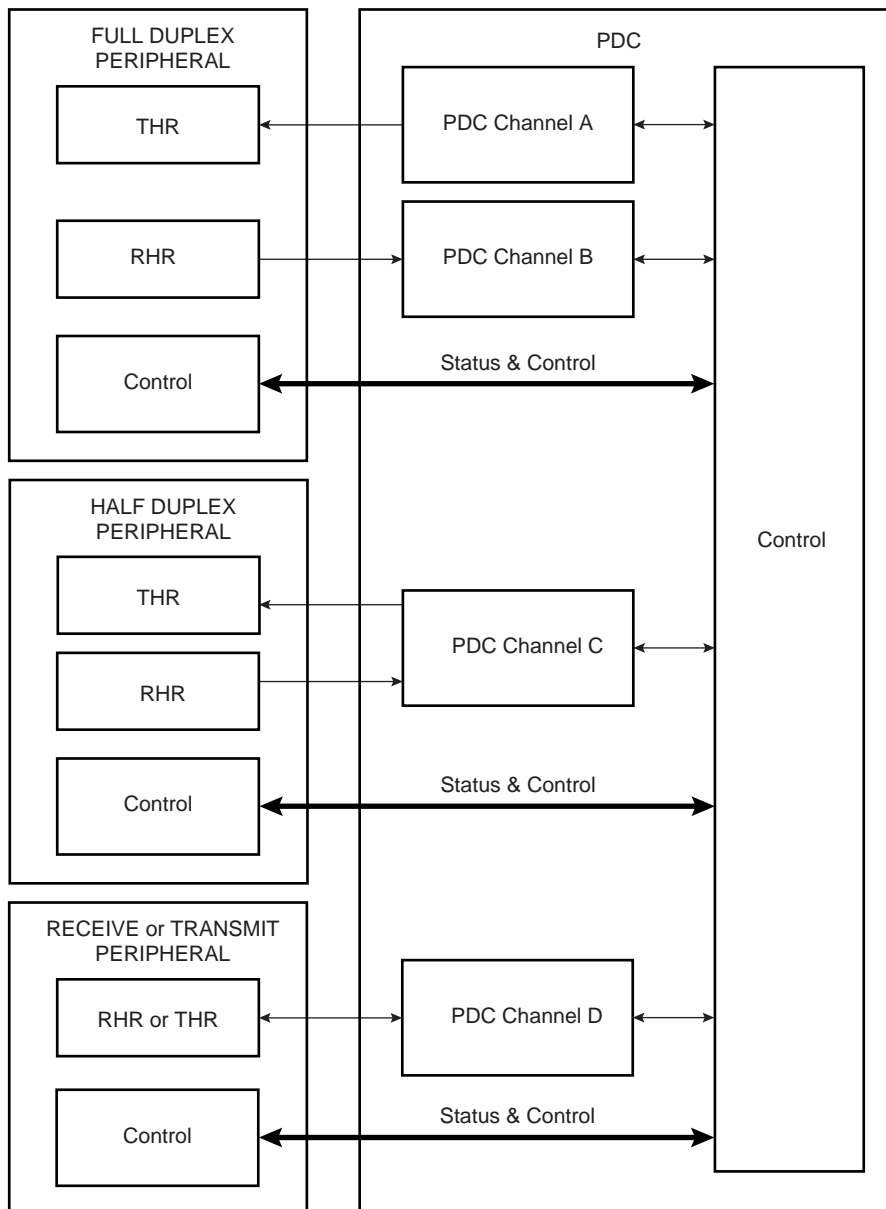 FULL DUPLEX
PERIPHERAL
THR
RHR
Control
PDC
PDC Channel A
PDC Channel B
Status & Control
Control
HALF DUPLEX
PERIPHERAL
THR
RHR
Control
PDC Channel C
Status & Control
RECEIVE or TRANSMIT
PERIPHERAL
RHR or THR
Control
PDC Channel D
Status & Control